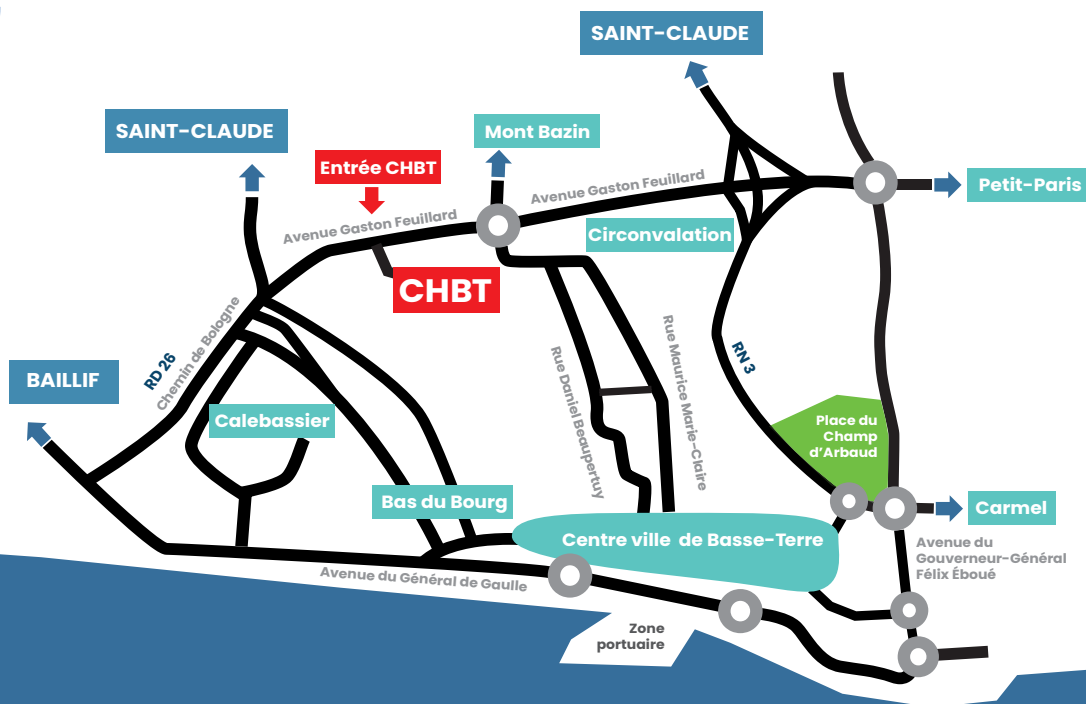 SAINT-CLAUDE
SAINT-CLAUDE
Mont Bazin
Entrée CHBT
Avenue Gaston Feuillard
Avenue Gaston Feuillard
Petit-Paris
Circonvalation
CHBT
RD 26
Chemin de Bologne
BAILLIF
RN 3
Rue Daniel Beaupertuy
Rue Maurice Marie-Claire
Calebassier
Place du
Champ
d'Arbaud
Bas du Bourg
Carmel
Centre ville de Basse-Terre
Avenue du
Gouverneur-Général
Félix Éboué
Avenue du Général de Gaulle
Zone
portuaire